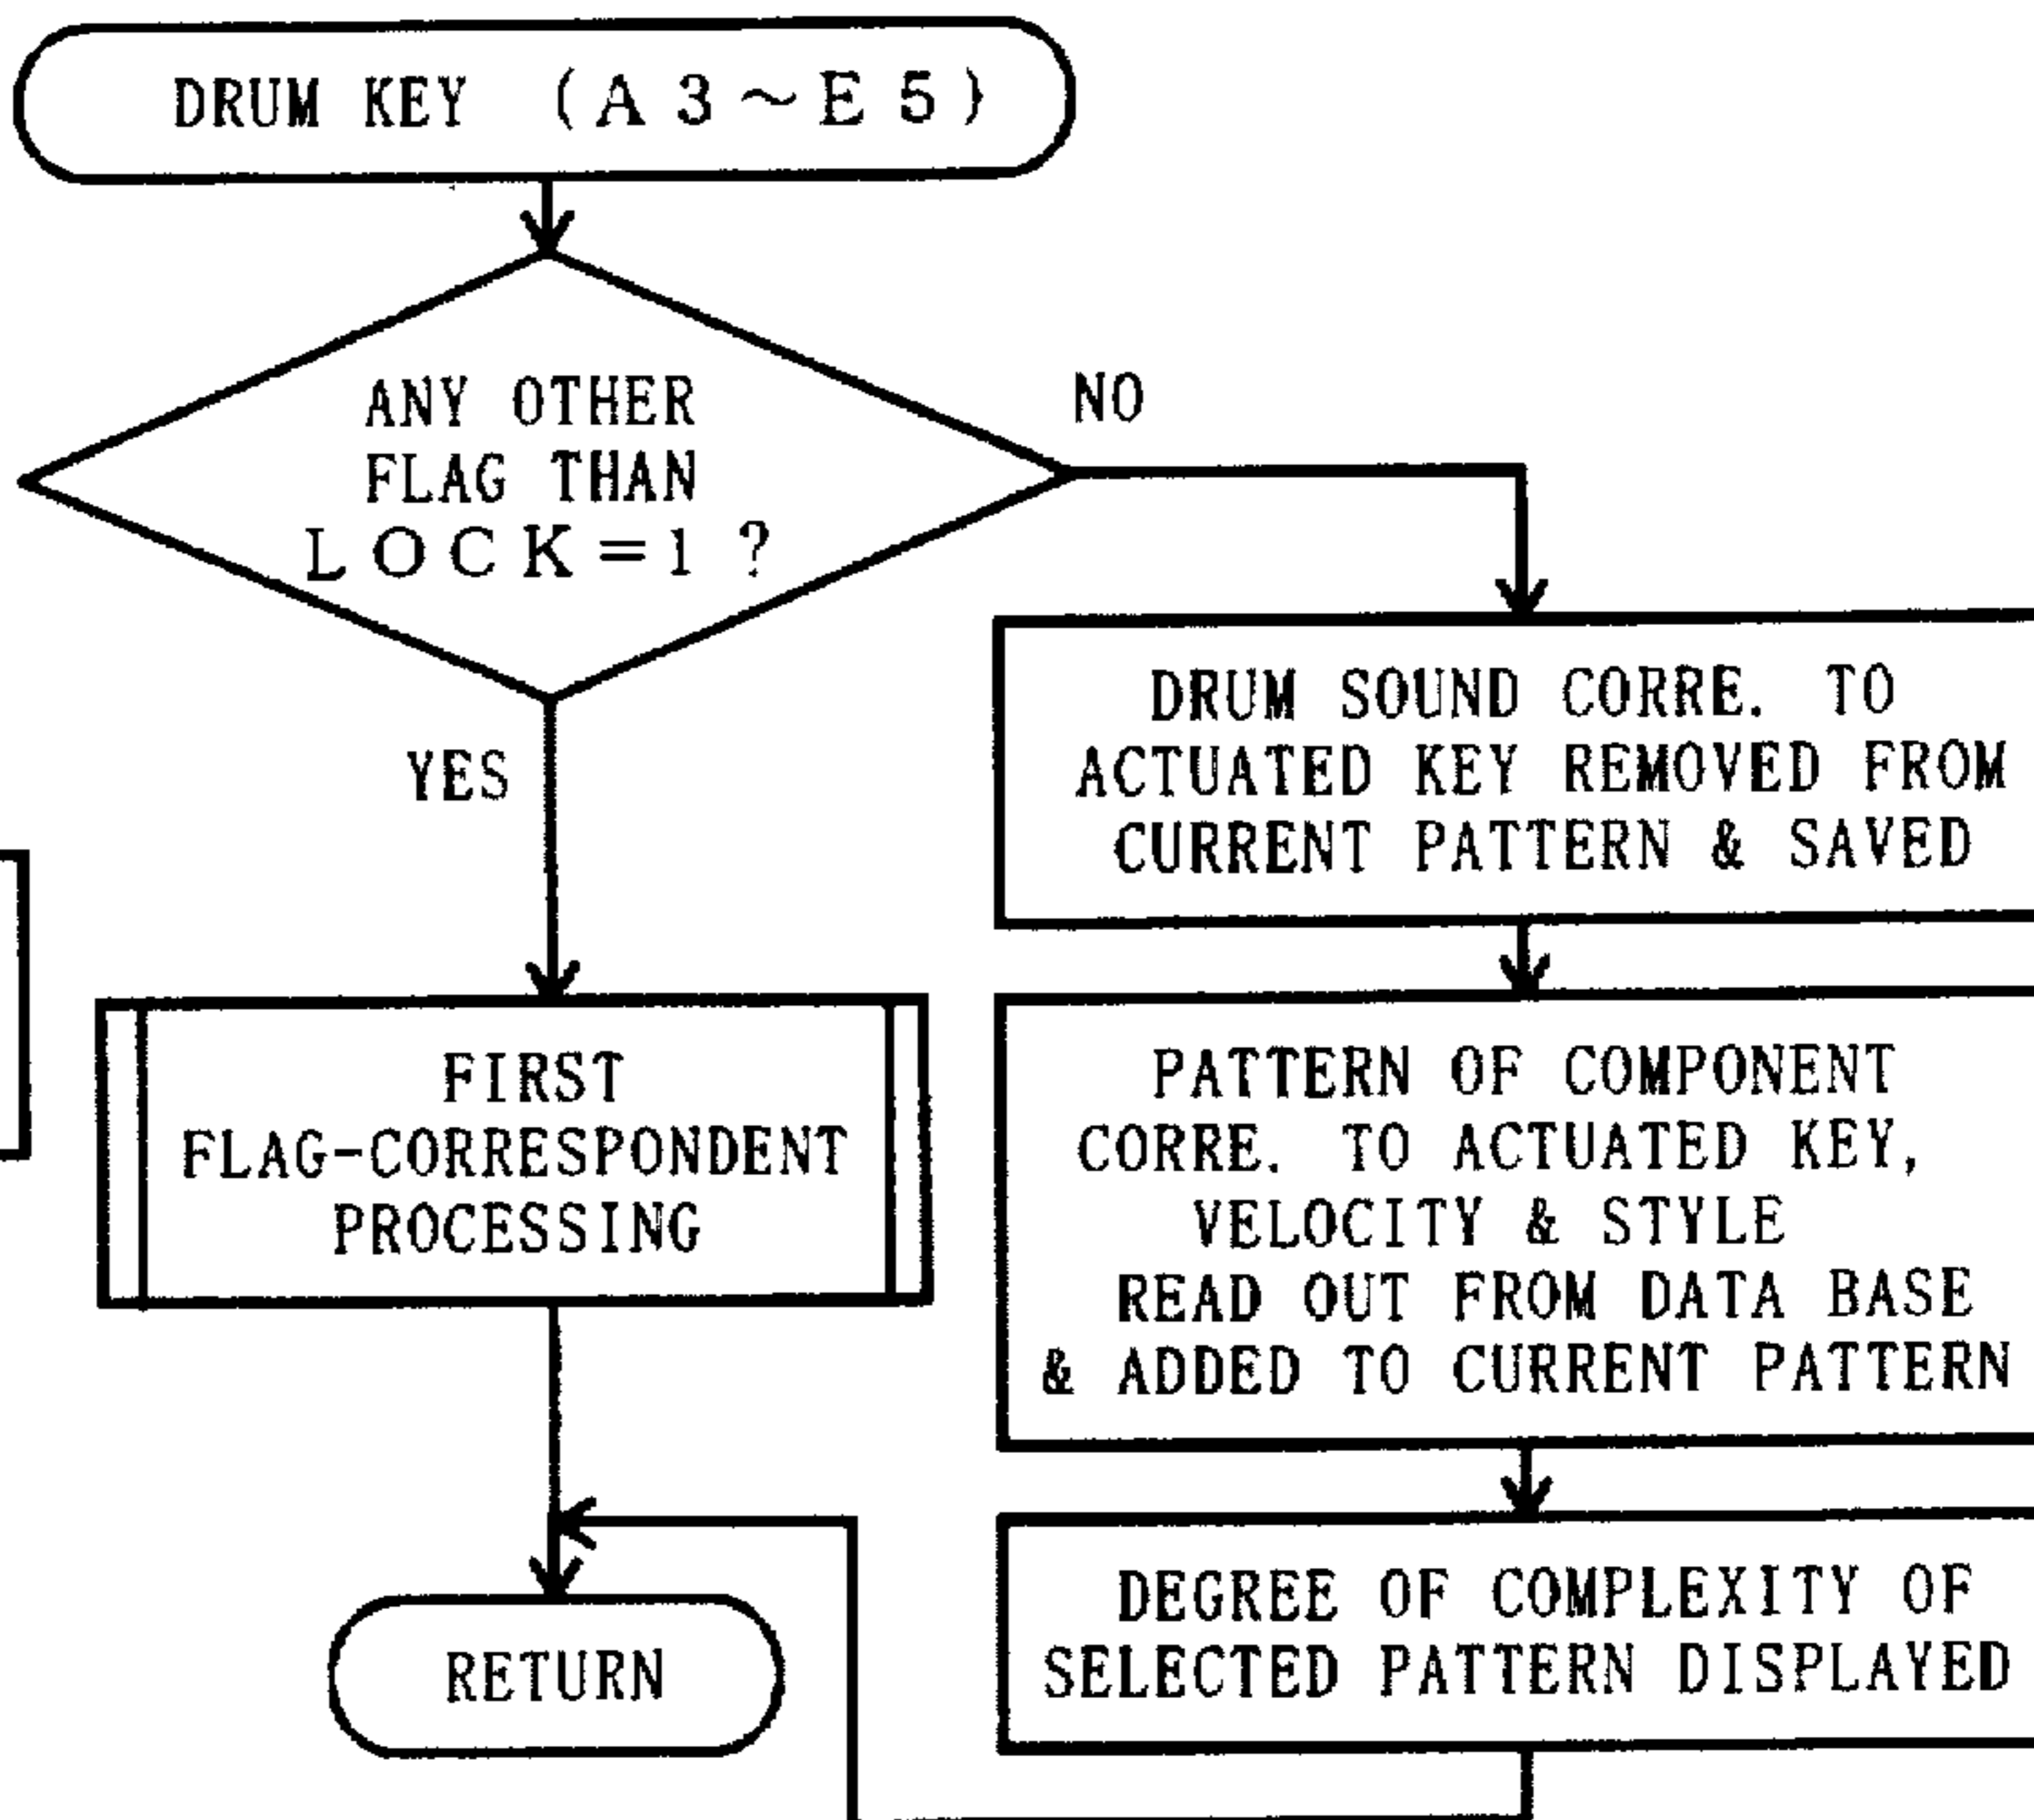 DRUM KEY (A3～E5)
ANY OTHER
FLAG THAN
LOCK=1 ?
NO
YES
DRUM SOUND CORRE. TO
ACTUATED KEY REMOVED FROM
CURRENT PATTERN & SAVED
FIRST
FLAG-CORRESPONDENT
PROCESSING
PATTERN OF COMPONENT
CORRE. TO ACTUATED KEY,
VELOCITY & STYLE
READ OUT FROM DATA BASE
& ADDED TO CURRENT PATTERN
DEGREE OF COMPLEXITY OF
SELECTED PATTERN DISPLAYED
RETURN